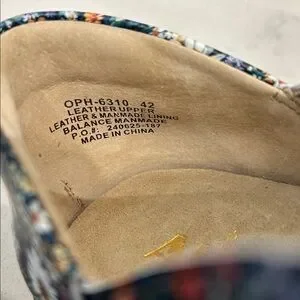 OPH-6310 42
LEATHER UPPER
LEATHER & MANMADE LINING
BALANCE MANMADE
P.O.#: 240625-187
MADE IN CHINA